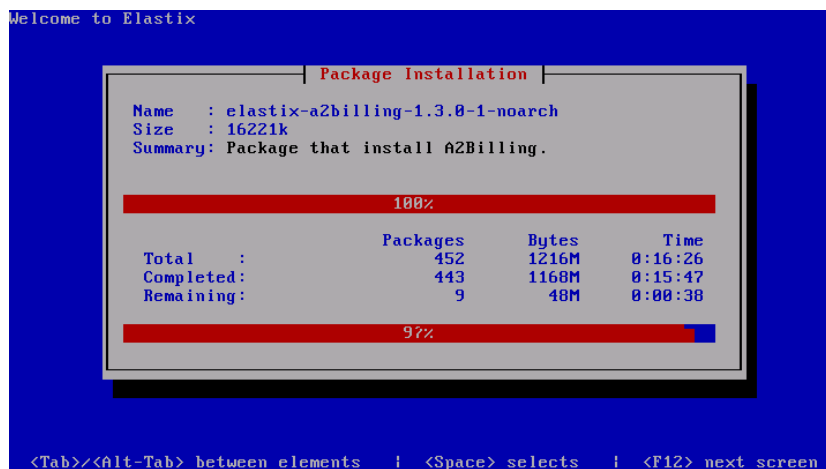 Welcome to Elastix
Package Installation
Name : elastix-a2billing-1.3.0-1-noarch
Size : 16221k
Summary: Package that install A2Billing.
100%
Packages Bytes Time
Total : 452 1216M 0:16:26
Completed: 443 1168M 0:15:47
Remaining: 9 48M 0:00:38
<Tab>/<Alt-Tab> between elements | <Space> selects | <F12> next screen